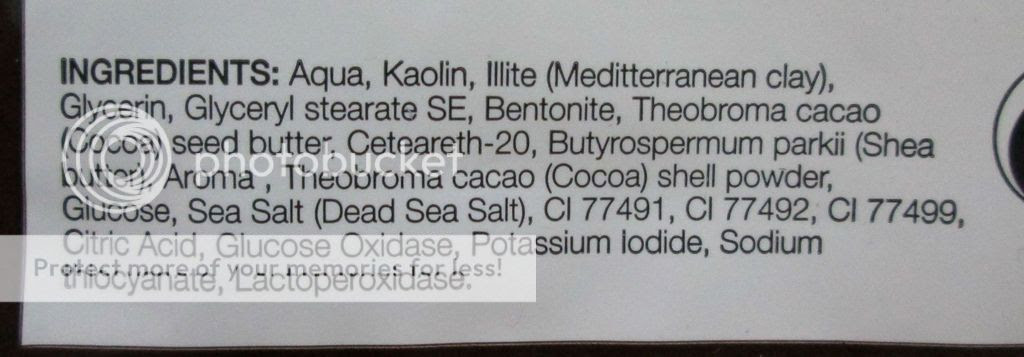 INGREDIENTS: Aqua, Kaolin, Illite (Meditterranean clay),
Glycerin, Glyceryl stearate SE, Bentonite, Theobroma cacao
(Cocoa) seed butter, Ceteareth-20, Butyrospermum parkii (Shea
butter), Aroma , Theobroma cacao (Cocoa) shell powder,
Glucose, Sea Salt (Dead Sea Salt), CI 77491, CI 77492, CI 77499,
Citric Acid, Glucose Oxidase, Potassium Iodide, Sodium
thiocyanate, Lactoperoxidase.
photobucket
Protect more of your memories for less!